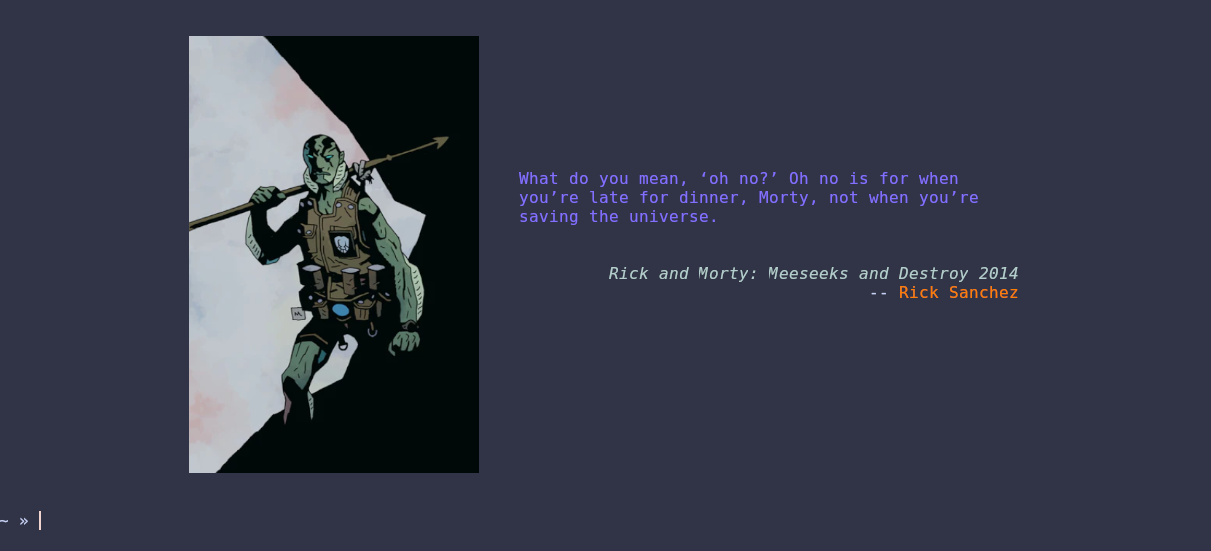 What do you mean, ‘oh no?’ Oh no is for when
you’re late for dinner, Morty, not when you’re
saving the universe.
Rick and Morty: Meeseeks and Destroy 2014
-- Rick Sanchez
M.
~ »